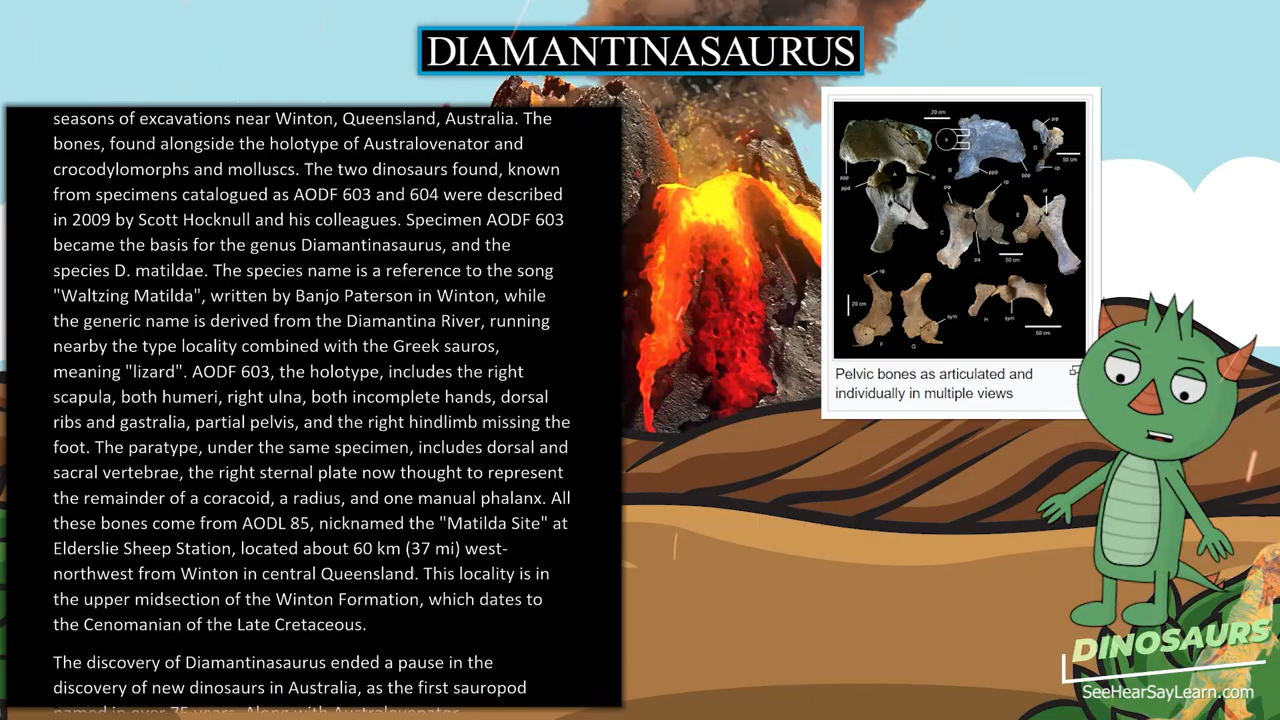 DIAMANTINASAURUS
seasons of excavations near Winton, Queensland, Australia. The
bones, found alongside the holotype of Australovenator and
crocodylomorphs and molluscs. The two dinosaurs found, known
from specimens catalogued as AODF 603 and 604 were described
in 2009 by Scott Hocknull and his colleagues. Specimen AODF 603
became the basis for the genus Diamantinasaurus, and the
species D. matildae. The species name is a reference to the song
"Waltzing Matilda", written by Banjo Paterson in Winton, while
the generic name is derived from the Diamantina River, running
nearby the type locality combined with the Greek sauros,
meaning "lizard". AODF 603, the holotype, includes the right
scapula, both humeri, right ulna, both incomplete hands, dorsal
ribs and gastralia, partial pelvis, and the right hindlimb missing the
foot. The paratype, under the same specimen, includes dorsal and
sacral vertebrae, the right sternal plate now thought to represent
the remainder of a coracoid, a radius, and one manual phalanx. All
these bones come from AODL 85, nicknamed the "Matilda Site" at
Elderslie Sheep Station, located about 60 km (37 mi) west-
northwest from Winton in central Queensland. This locality is in
the upper midsection of the Winton Formation, which dates to
the Cenomanian of the Late Cretaceous.
The discovery of Diamantinasaurus ended a pause in the
discovery of new dinosaurs in Australia, as the first sauropod
named in over 75 years. Along with Australovenator
Pelvic bones as articulated and
individually in multiple views
DINOSAURS
SeeHearSayLearn.com